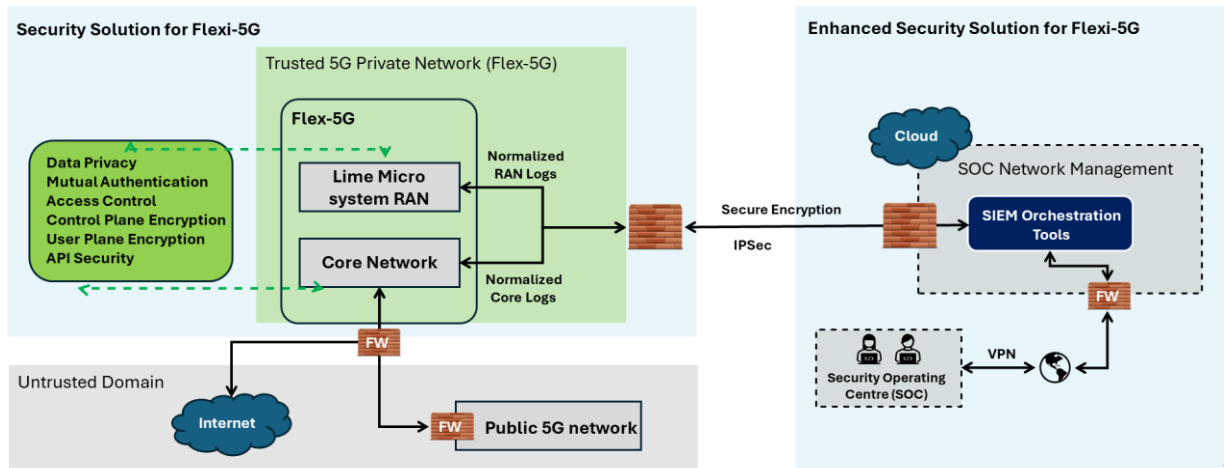 Security Solution for Flexi-5G
Trusted 5G Private Network (Flex-5G)
Flex-5G
Data Privacy
Mutual Authentication
Access Control
Control Plane Encryption
User Plane Encryption
API Security
Lime Micro
system RAN
Core Network
Normalized
RAN Logs
Normalized
Core Logs
FW
Untrusted Domain
Internet
FW
Public 5G network
Secure Encryption
IPSec
Enhanced Security Solution for Flexi-5G
Cloud
SOC Network Management
SIEM Orchestration
Tools
FW
Security Operating
Centre (SOC)
VPN